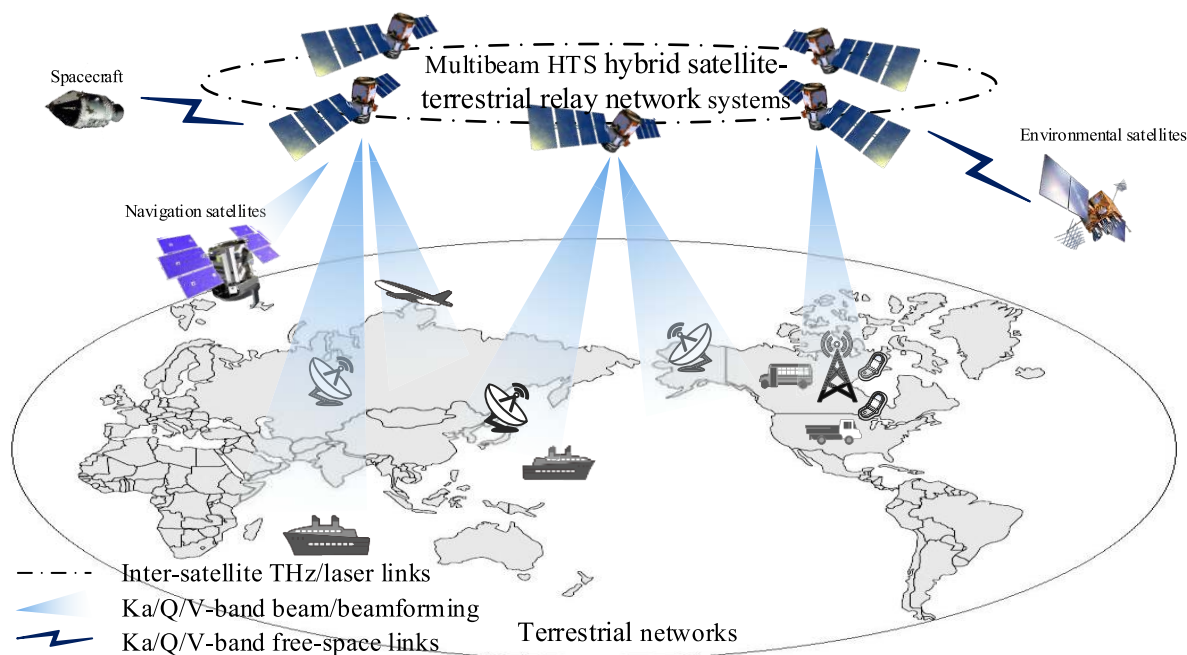 Spacecraft
Multibeam HTS hybrid satellite-
terrestrial relay network systems
Environmental satellites
Navigation satellites
Inter-satellite THz/laser links
Ka/Q/V-band beam/beamforming
Ka/Q/V-band free-space links
Terrestrial networks